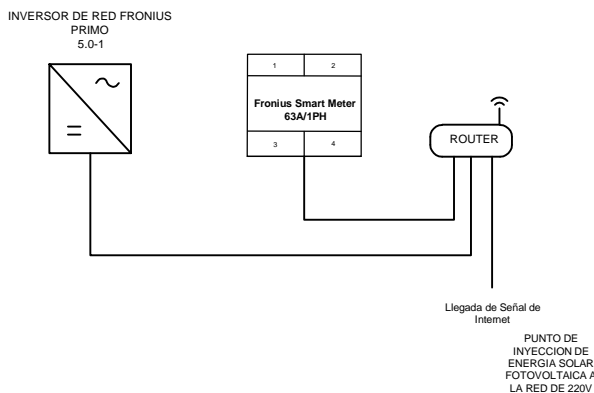 INVERSOR DE RED FRONIUS
PRIMO
5.0-1
1 2
Fronius Smart Meter
63A/1PH
3 4
ROUTER
Llegada de Señal de
Internet
PUNTO DE
INYECCION DE
ENERGIA SOLAR
FOTOVOLTAICA A
LA RED DE 220V